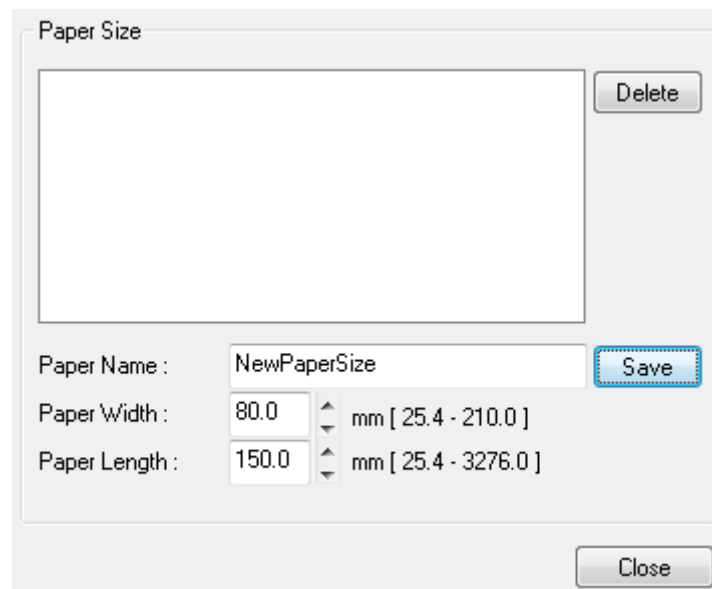 Paper Size
Delete
Paper Name : NewPaperSize Save
Paper Width : 80.0 mm [ 25.4 - 210.0 ]
Paper Length : 150.0 mm [ 25.4 - 3276.0 ]
Close